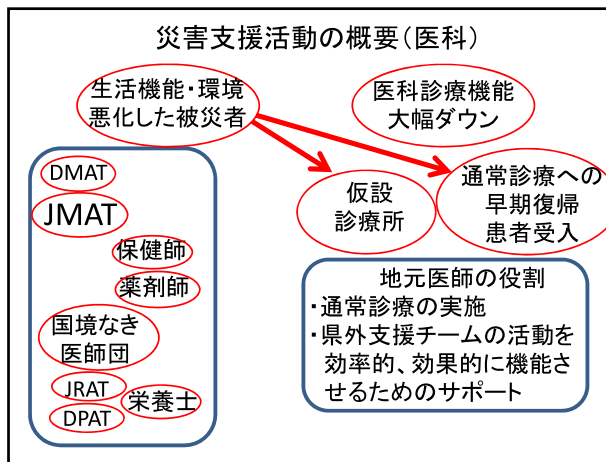 災害支援活動の概要(医科)
生活機能・環境
悪化した被災者
医科診療機能
大幅ダウン
DMAT
JMAT
保健師
薬剤師
国境なき
医師団
JRAT
栄養士
DPAT
仮設
診療所
通常診療への
早期復帰
患者受入
地元医師の役割
・通常診療の実施
・県外支援チームの活動を
効率的、効果的に機能さ
せるためのサポート